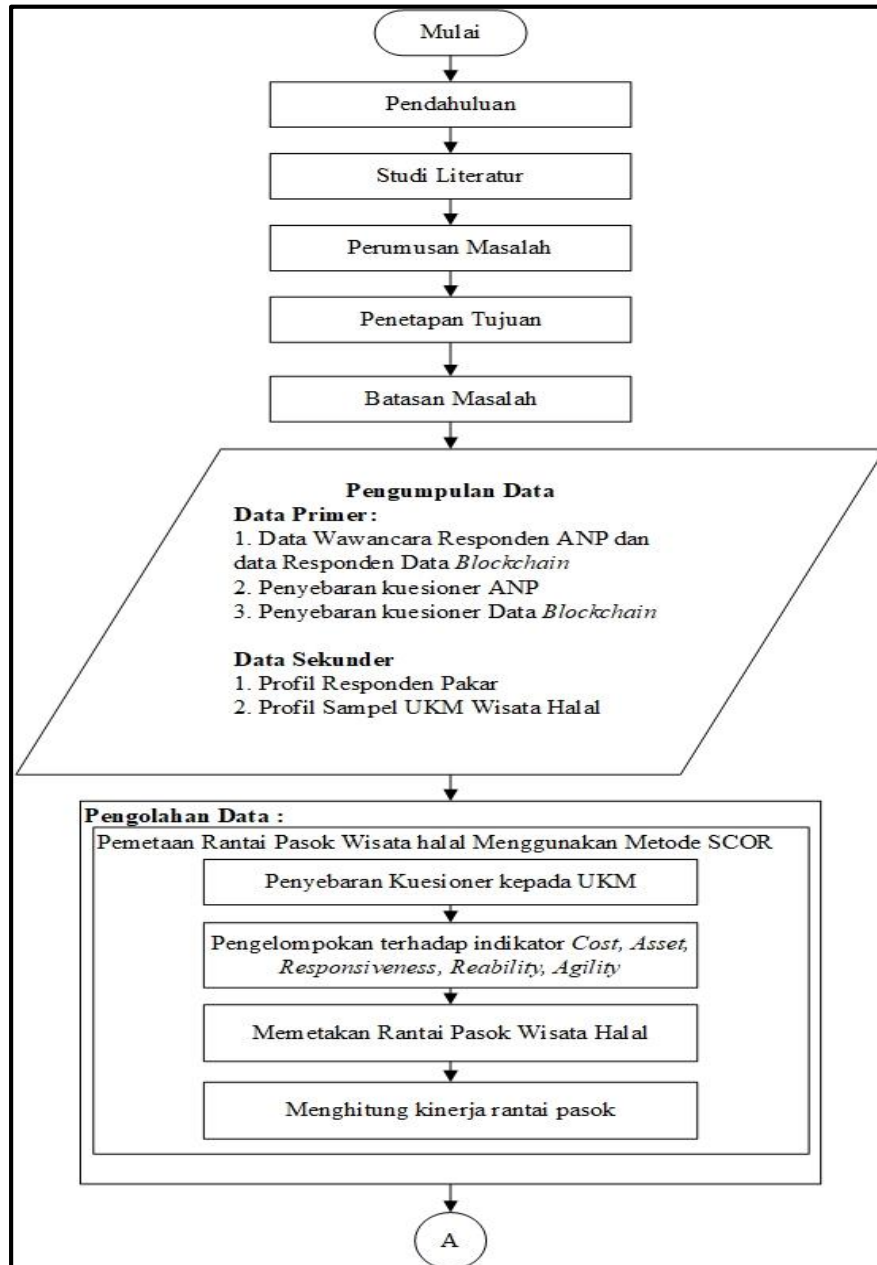 Mulai
Pendahuluan
Studi Literatur
Perumusan Masalah
Penetapan Tujuan
Batasan Masalah
Pengumpulan Data
Data Primer :
1. Data Wawancara Responden ANP dan
data Responden Data Blockchain
2. Penyebaran kuesioner ANP
3. Penyebaran kuesioner Data Blockchain
Data Sekunder
1. Profil Responden Pakar
2. Profil Sampel UKM Wisata Halal
Pengolahan Data :
Pemetaan Rantai Pasok Wisata halal Menggunakan Metode SCOR
Penyebaran Kuesioner kepada UKM
Pengelompokan terhadap indikator Cost, Asset,
Responsiveness, Reability, Agility
Memetakan Rantai Pasok Wisata Halal
Menghitung kinerja rantai pasok
A